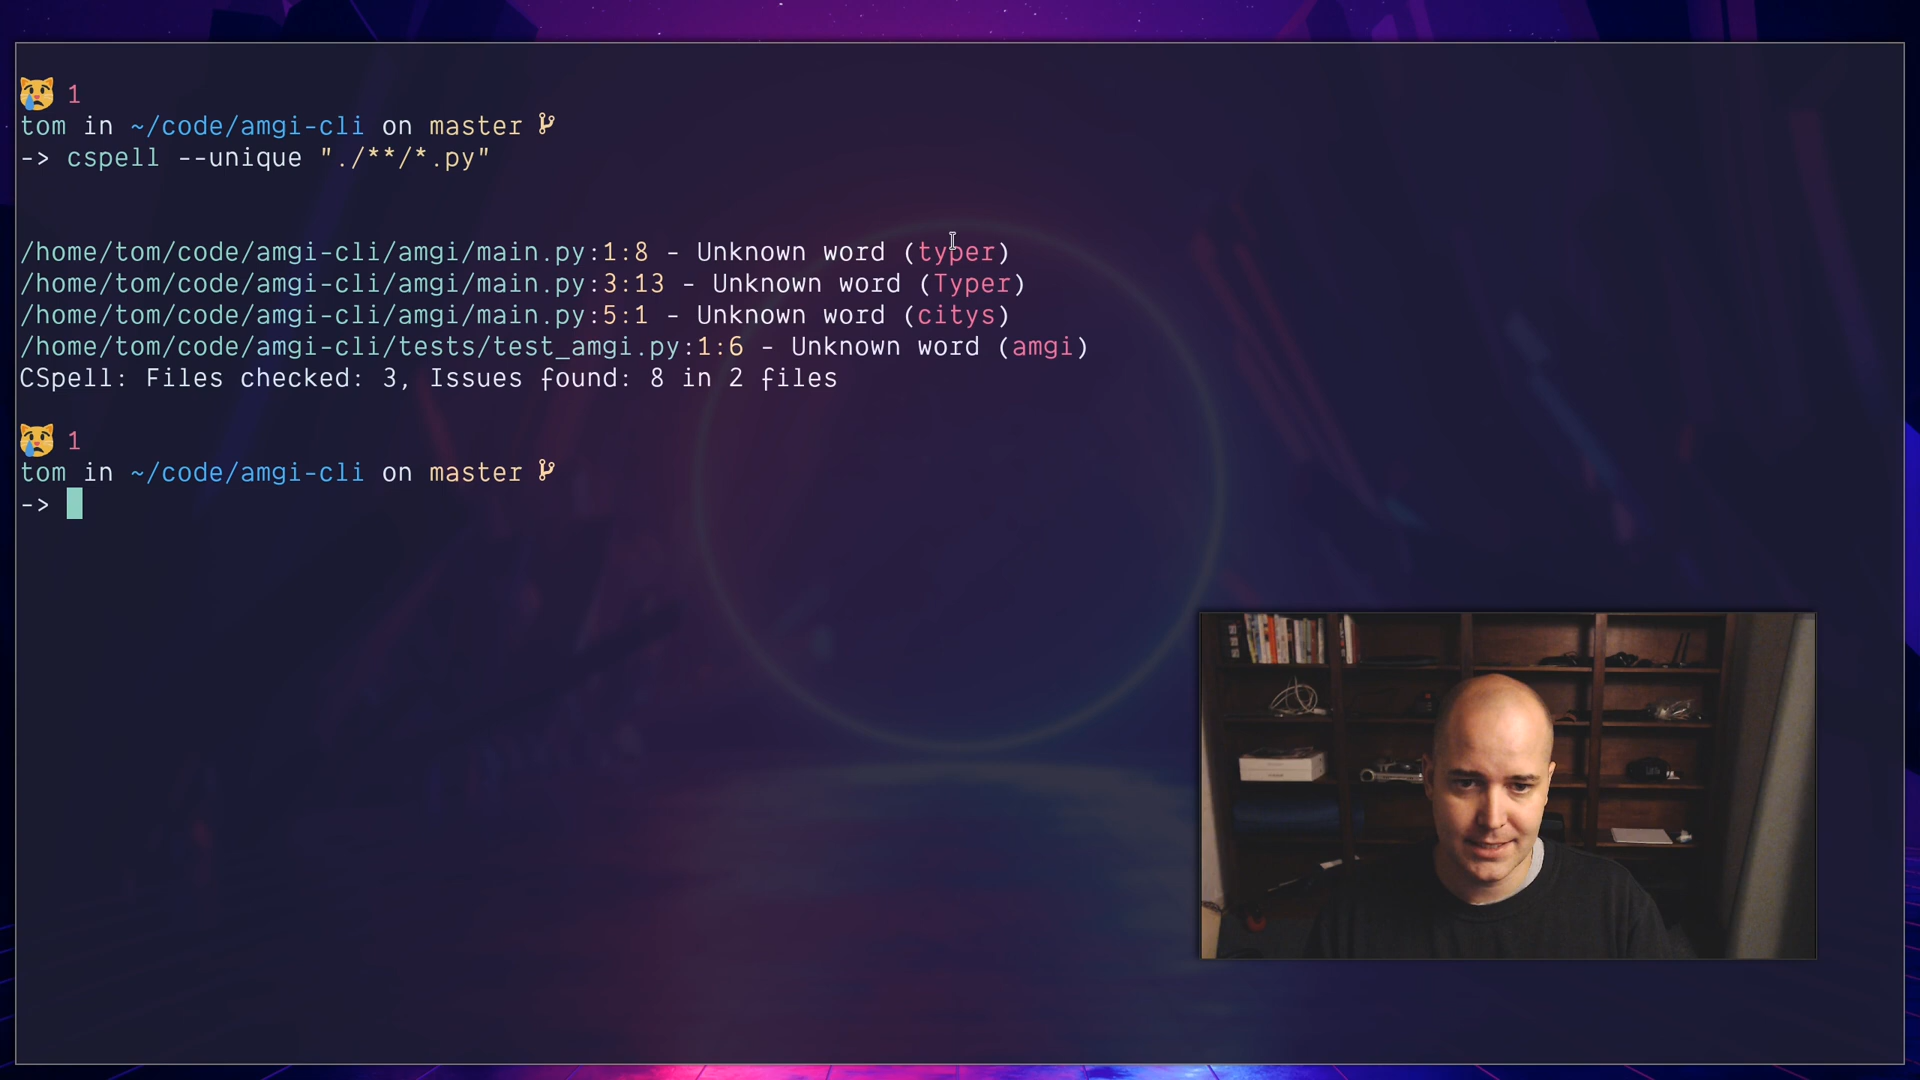 1
tom in ~/code/amgi-cli on master
-> cspell --unique "./**/*.py"
/home/tom/code/amgi-cli/amgi/main.py:1:8 - Unknown word (typer)
/home/tom/code/amgi-cli/amgi/main.py:3:13 - Unknown word (Typer)
/home/tom/code/amgi-cli/amgi/main.py:5:1 - Unknown word (citys)
/home/tom/code/amgi-cli/tests/test_amgi.py:1:6 - Unknown word (amgi)
CSpell: Files checked: 3, Issues found: 8 in 2 files
1
tom in ~/code/amgi-cli on master
->